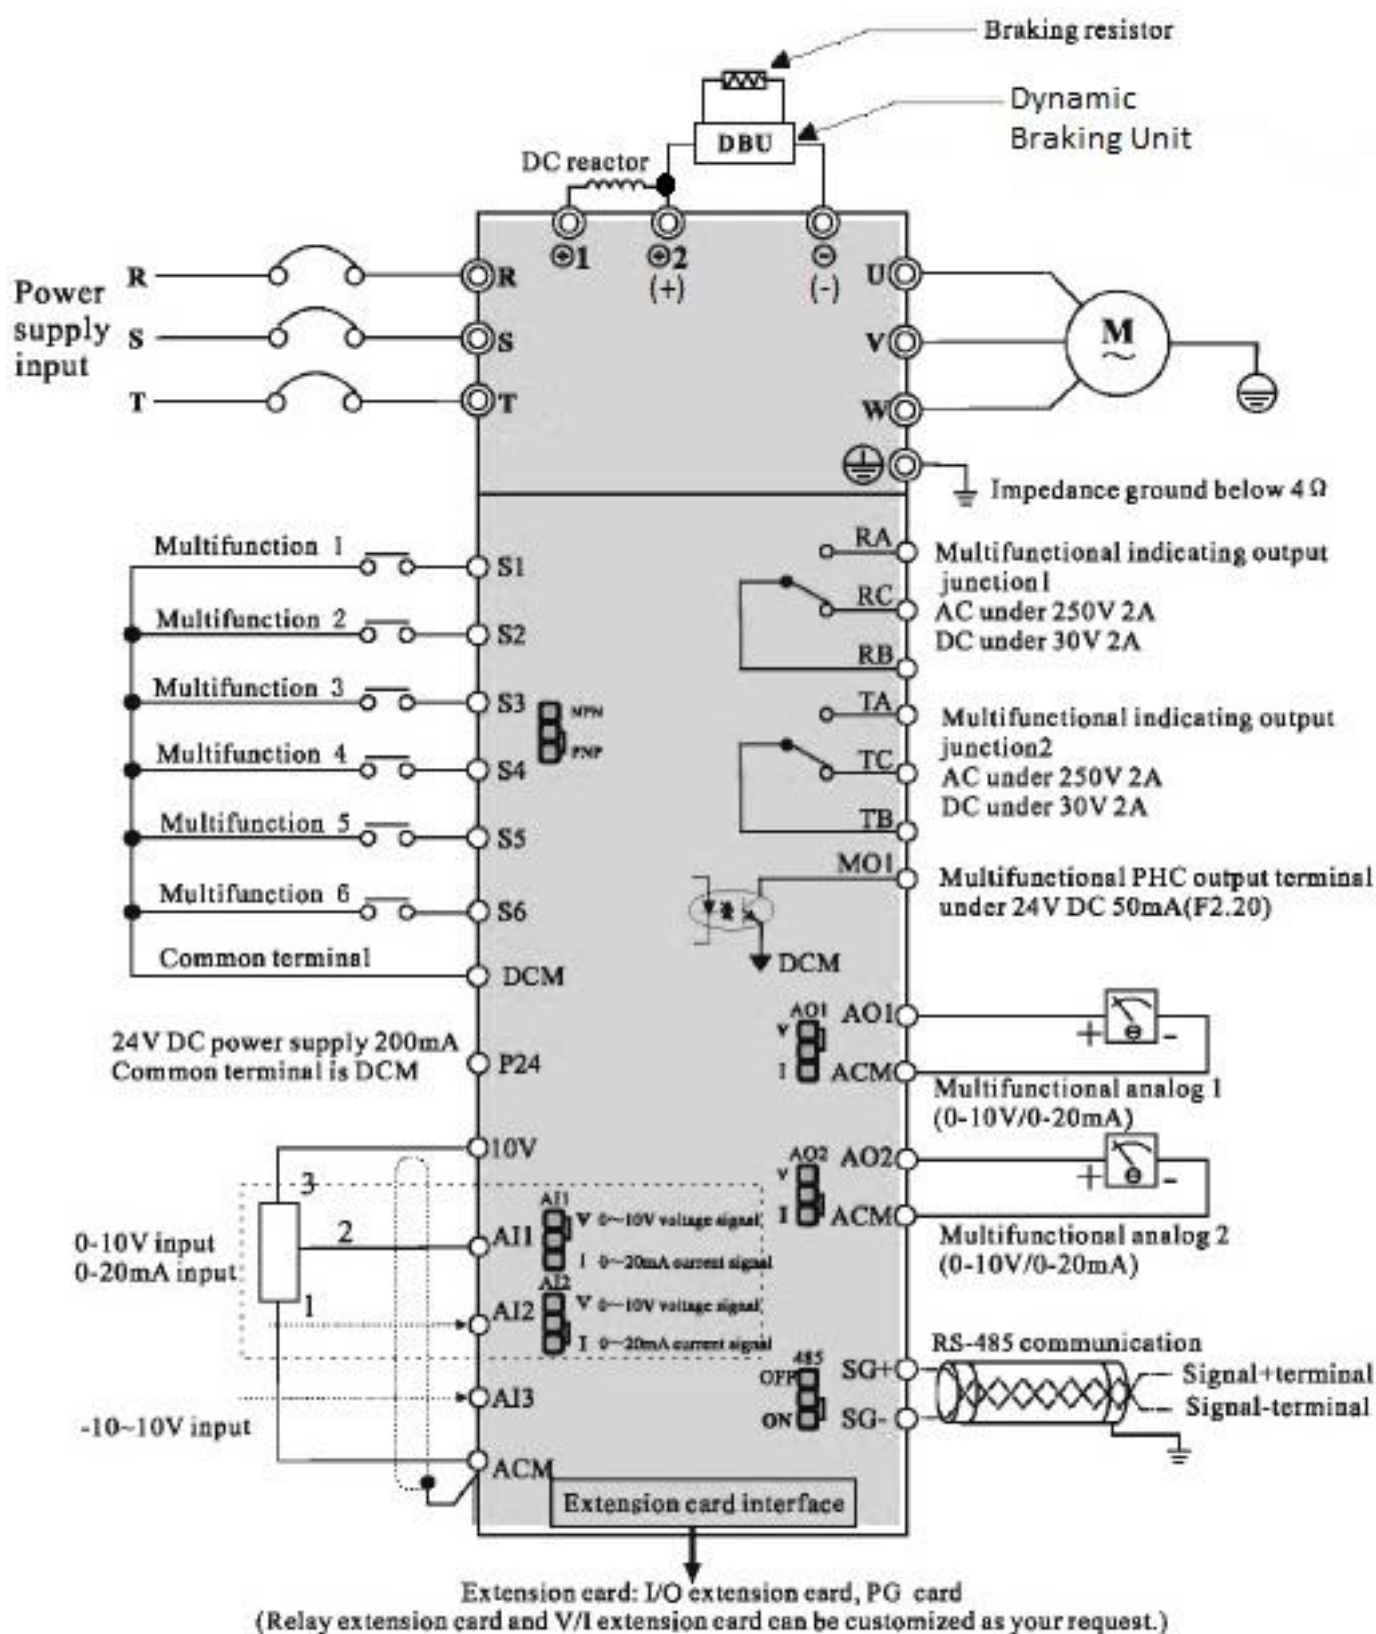 Braking resistor
Dynamic
Braking Unit
DBU
DC reactor
⊕1
⊕2
(+)
⊖
(-)
Power
supply
input
R
S
T
R
S
T
U
V
W
M
~
Impedance ground below 4Ω
Multifunction 1
Multifunction 2
Multifunction 3
Multifunction 4
Multifunction 5
Multifunction 6
Common terminal
S1
S2
S3
S4
S5
S6
DCM
NPN
PNP
RA
RC
RB
Multifunctional indicating output
junction1
AC under 250V 2A
DC under 30V 2A
TA
TC
TB
Multifunctional indicating output
junction2
AC under 250V 2A
DC under 30V 2A
MO1
DCM
Multifunctional PHC output terminal
under 24V DC 50mA(F2.20)
24V DC power supply 200mA
Common terminal is DCM
P24
AO1
V
I
AO1
ACM
+
-
Multifunctional analog 1
(0-10V/0-20mA)
AO2
V
I
AO2
ACM
+
-
Multifunctional analog 2
(0-10V/0-20mA)
10V
3
2
1
0-10V input
0-20mA input
AI1
AI1
V 0~10V voltage signal
I 0~20mA current signal
AI2
AI2
V 0~10V voltage signal
I 0~20mA current signal
AI3
-10~10V input
ACM
485
OFF
ON
SG+
SG-
RS-485 communication
Signal+terminal
Signal-terminal
Extension card interface
Extension card: I/O extension card, PG card
(Relay extension card and V/I extension card can be customized as your request.)